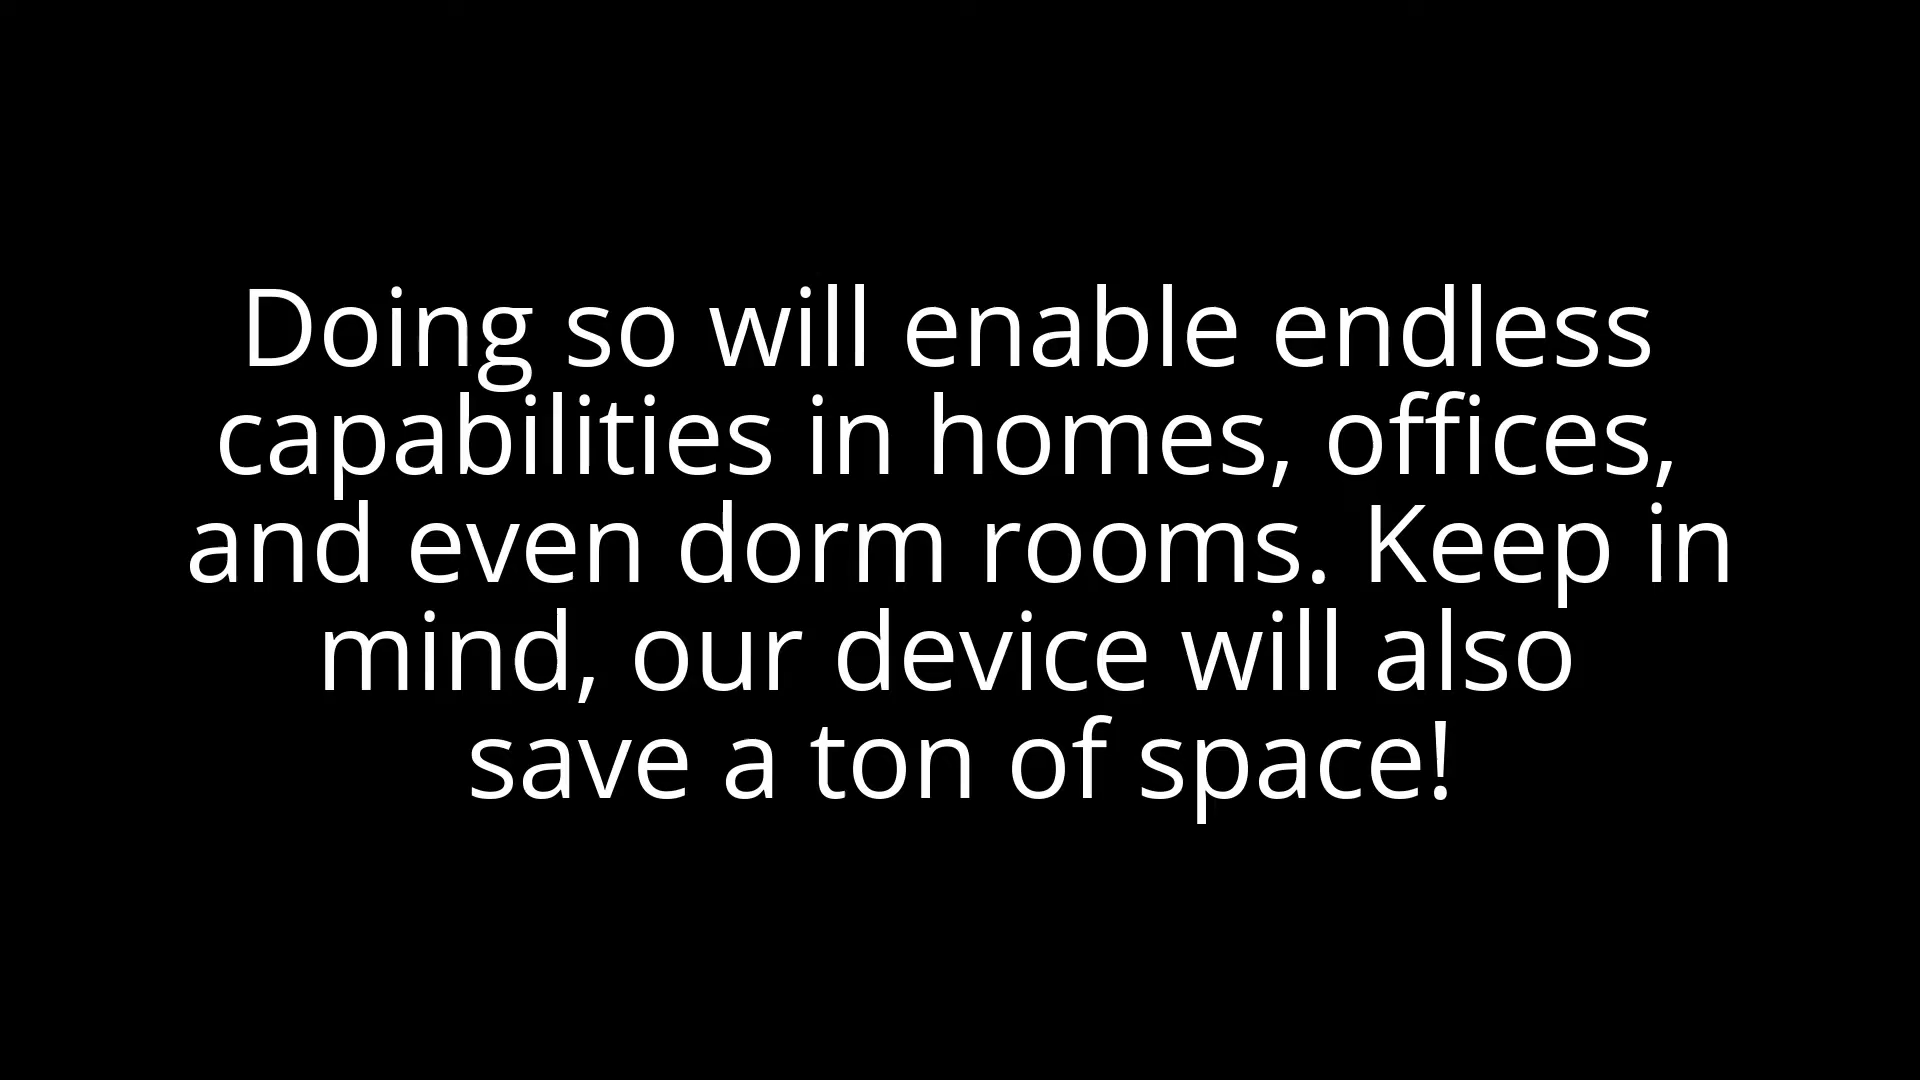 Doing so will enable endless
capabilities in homes, offices,
and even dorm rooms. Keep in
mind, our device will also
save a ton of space!